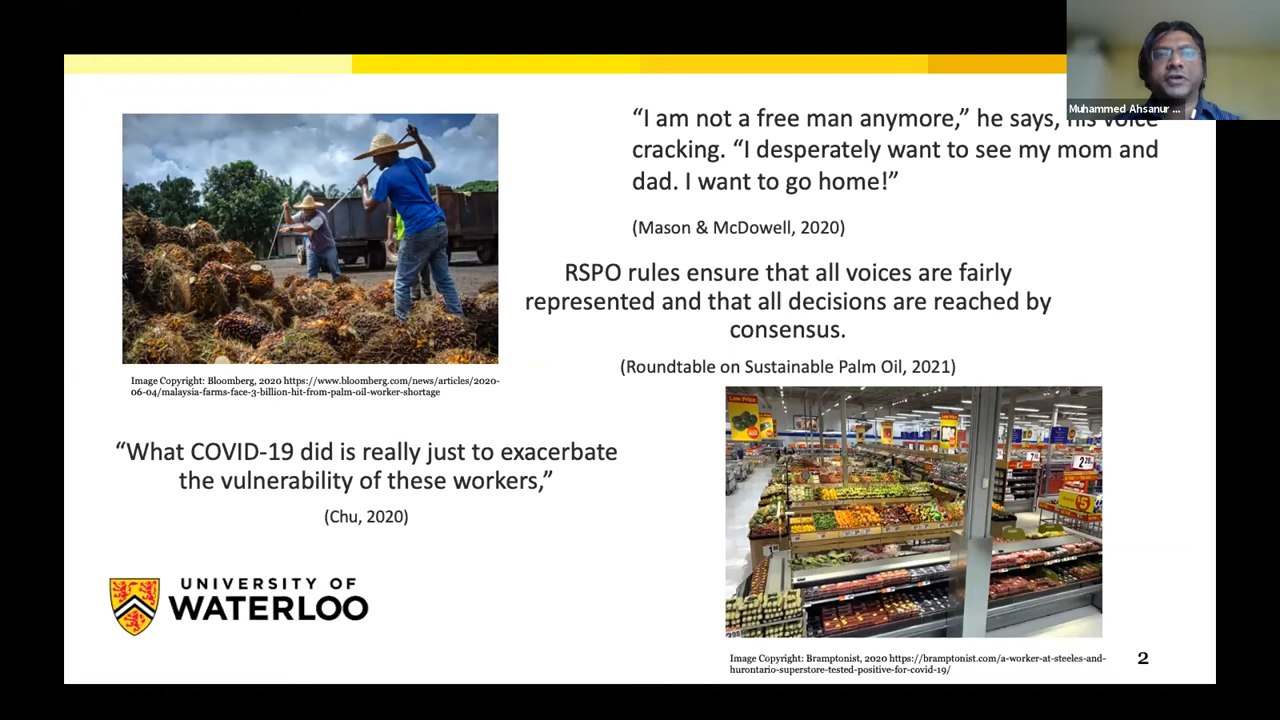 Muhammed Ahsanur ...
“I am not a free man anymore,” he says, his voice
cracking. “I desperately want to see my mom and
dad. I want to go home!”
(Mason & McDowell, 2020)
RSPO rules ensure that all voices are fairly
represented and that all decisions are reached by
consensus.
(Roundtable on Sustainable Palm Oil, 2021)
Image Copyright: Bloomberg, 2020 https://www.bloomberg.com/news/articles/2020-
06-04/malaysia-farms-face-3-billion-hit-from-palm-oil-worker-shortage
“What COVID-19 did is really just to exacerbate
the vulnerability of these workers,”
(Chu, 2020)
Low Price
UNIVERSITY OF
WATERLOO
Image Copyright: Bramptonist, 2020 https://bramptonist.com/a-worker-at-steeles-and-
hurontario-superstore-tested-positive-for-covid-19/
2